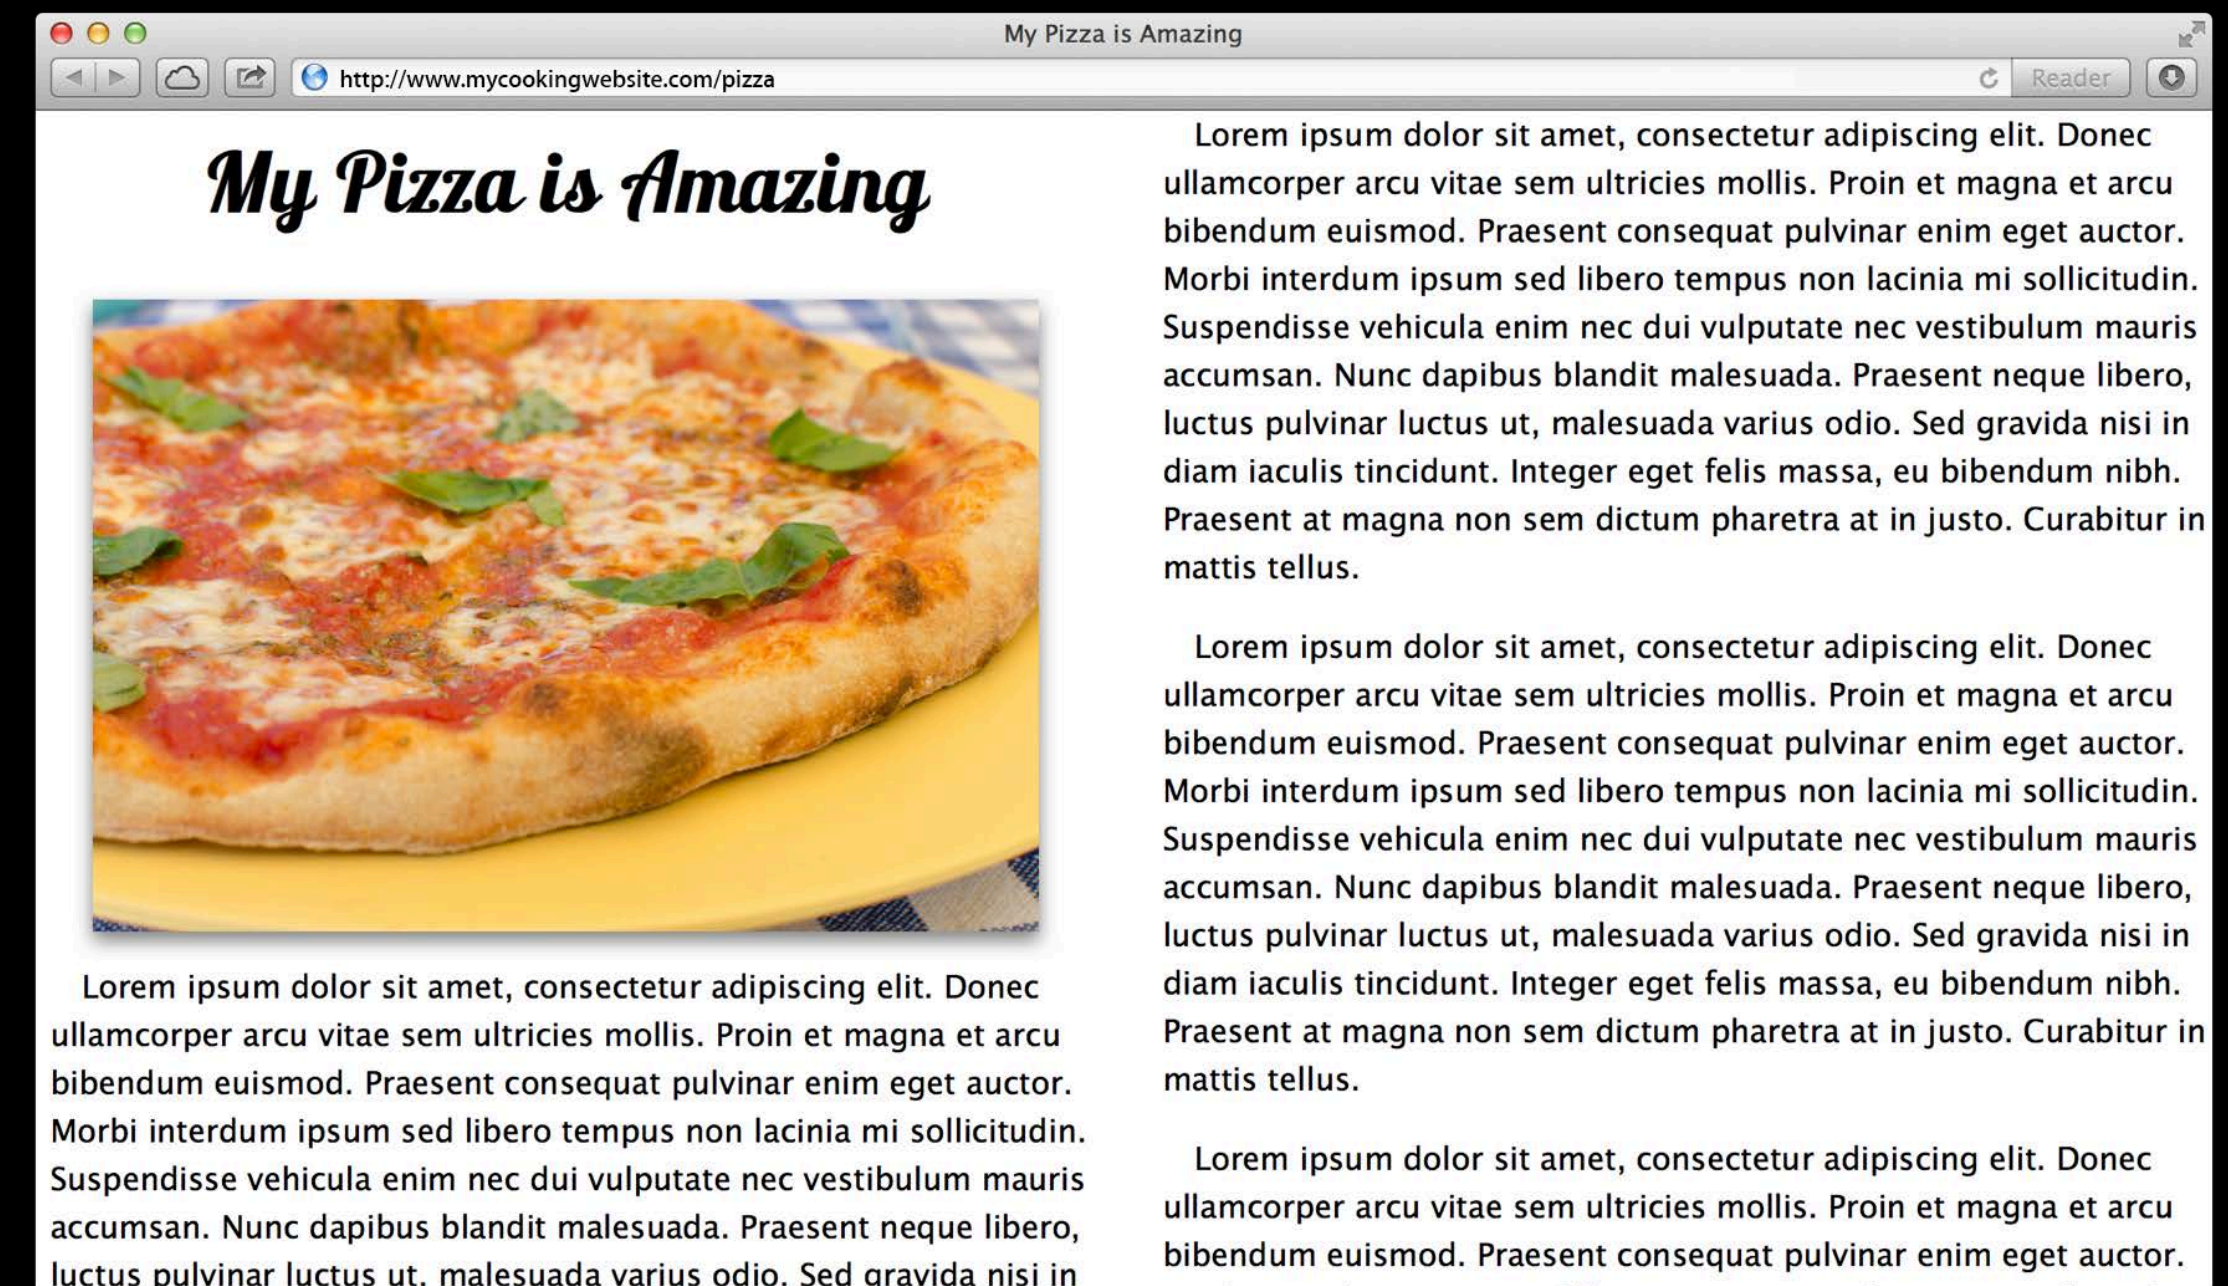 My Pizza is Amazing
http://www.mycookingwebsite.com/pizza
Reader
My Pizza is Amazing
Lorem ipsum dolor sit amet, consectetur adipiscing elit. Donec
ullamcorper arcu vitae sem ultricies mollis. Proin et magna et arcu
bibendum euismod. Praesent consequat pulvinar enim eget auctor.
Morbi interdum ipsum sed libero tempus non lacinia mi sollicitudin.
Suspendisse vehicula enim nec dui vulputate nec vestibulum mauris
accumsan. Nunc dapibus blandit malesuada. Praesent neque libero,
luctus pulvinar luctus ut, malesuada varius odio. Sed gravida nisi in
Lorem ipsum dolor sit amet, consectetur adipiscing elit. Donec
ullamcorper arcu vitae sem ultricies mollis. Proin et magna et arcu
bibendum euismod. Praesent consequat pulvinar enim eget auctor.
Morbi interdum ipsum sed libero tempus non lacinia mi sollicitudin.
Suspendisse vehicula enim nec dui vulputate nec vestibulum mauris
accumsan. Nunc dapibus blandit malesuada. Praesent neque libero,
luctus pulvinar luctus ut, malesuada varius odio. Sed gravida nisi in
diam iaculis tincidunt. Integer eget felis massa, eu bibendum nibh.
Praesent at magna non sem dictum pharetra at in justo. Curabitur in
mattis tellus.
Lorem ipsum dolor sit amet, consectetur adipiscing elit. Donec
ullamcorper arcu vitae sem ultricies mollis. Proin et magna et arcu
bibendum euismod. Praesent consequat pulvinar enim eget auctor.
Morbi interdum ipsum sed libero tempus non lacinia mi sollicitudin.
Suspendisse vehicula enim nec dui vulputate nec vestibulum mauris
accumsan. Nunc dapibus blandit malesuada. Praesent neque libero,
luctus pulvinar luctus ut, malesuada varius odio. Sed gravida nisi in
diam iaculis tincidunt. Integer eget felis massa, eu bibendum nibh.
Praesent at magna non sem dictum pharetra at in justo. Curabitur in
mattis tellus.
Lorem ipsum dolor sit amet, consectetur adipiscing elit. Donec
ullamcorper arcu vitae sem ultricies mollis. Proin et magna et arcu
bibendum euismod. Praesent consequat pulvinar enim eget auctor.